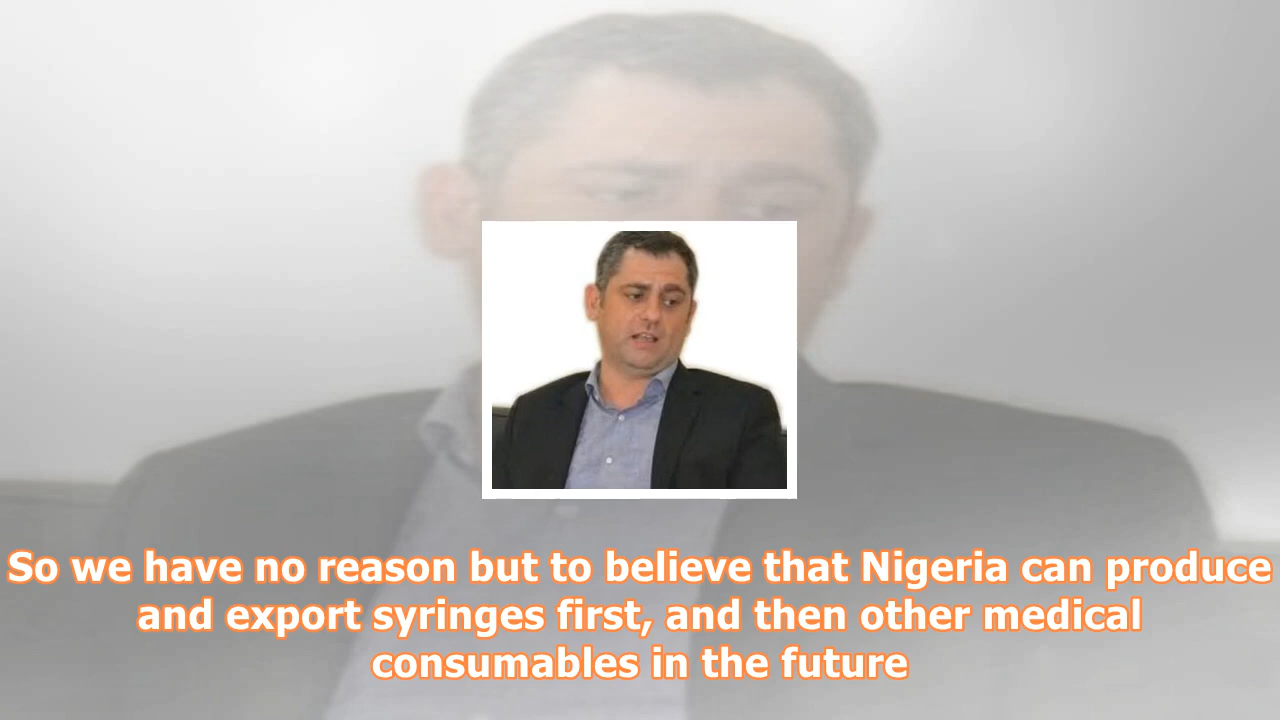 So we have no reason but to believe that Nigeria can produce
and export syringes first, and then other medical
consumables in the future